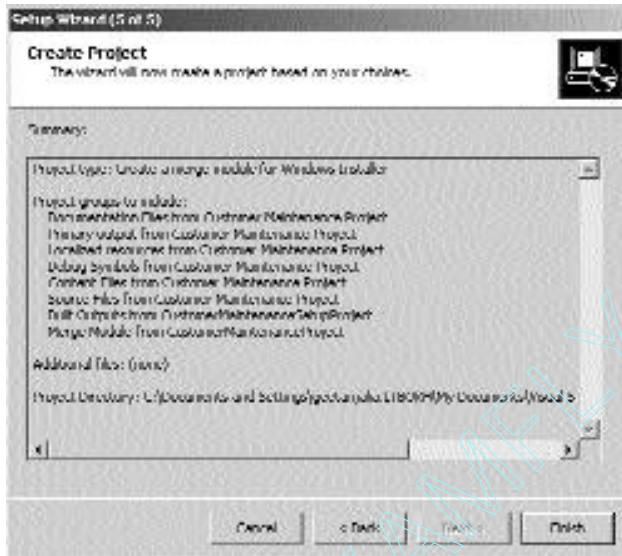 Setup Wizard (5 of 5)
Create Project
The wizard will now create a project based on your choices.
Summary:
Project type: Create a merge module for Windows Installer
Project groups to include:
Documentation Files from Customer Maintenance Project
Primary output from Customer Maintenance Project
Localized resources from Customer Maintenance Project
Debug Symbols from Customer Maintenance Project
Content Files from Customer Maintenance Project
Source Files from Customer Maintenance Project
Built Outputs from CustomerMaintenanceSetupProject
Merge Module from CustomerMaintenanceProject
Additional files: (none)
Project Directory: C:\Documents and Settings\geetanjalia. \My Documents\Visual S
Cancel
< Back
Next >
Finish